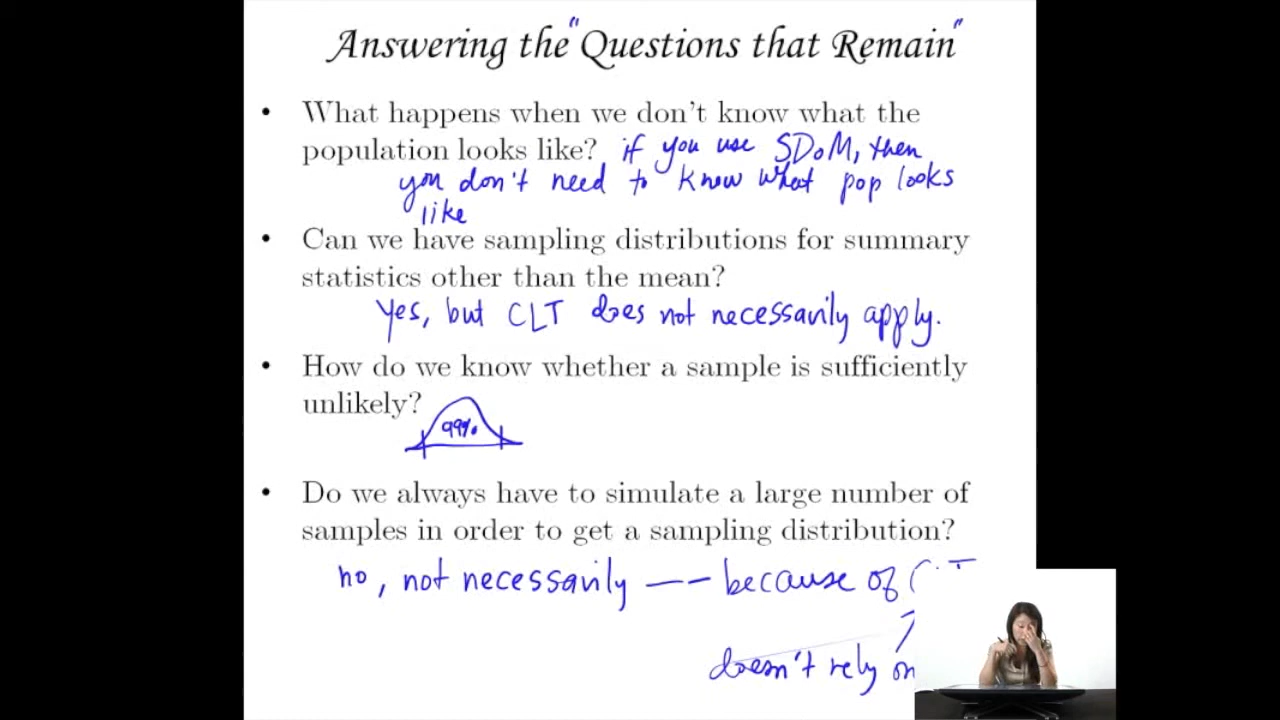 Answering the "Questions that Remain"
• What happens when we don't know what the
population looks like? if you use SDoM, then
you don't need to know what pop looks
like
• Can we have sampling distributions for summary
statistics other than the mean?
Yes, but CLT does not necessarily apply.
• How do we know whether a sample is sufficiently
unlikely?
99%
• Do we always have to simulate a large number of
samples in order to get a sampling distribution?
no, not necessarily -- because of
doesn't rely on